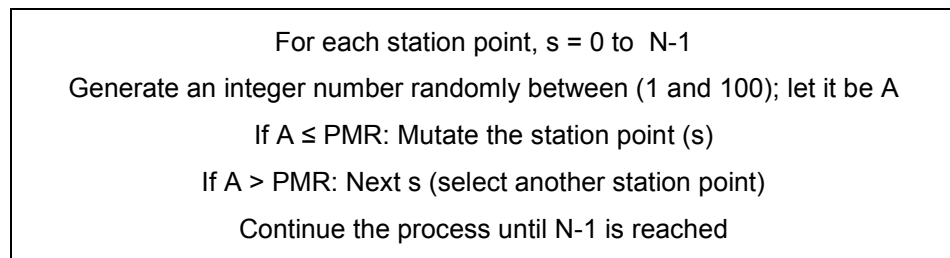 For each station point, s = 0 to N-1
Generate an integer number randomly between (1 and 100); let it be A
If A ≤ PMR: Mutate the station point (s)
If A > PMR: Next s (select another station point)
Continue the process until N-1 is reached